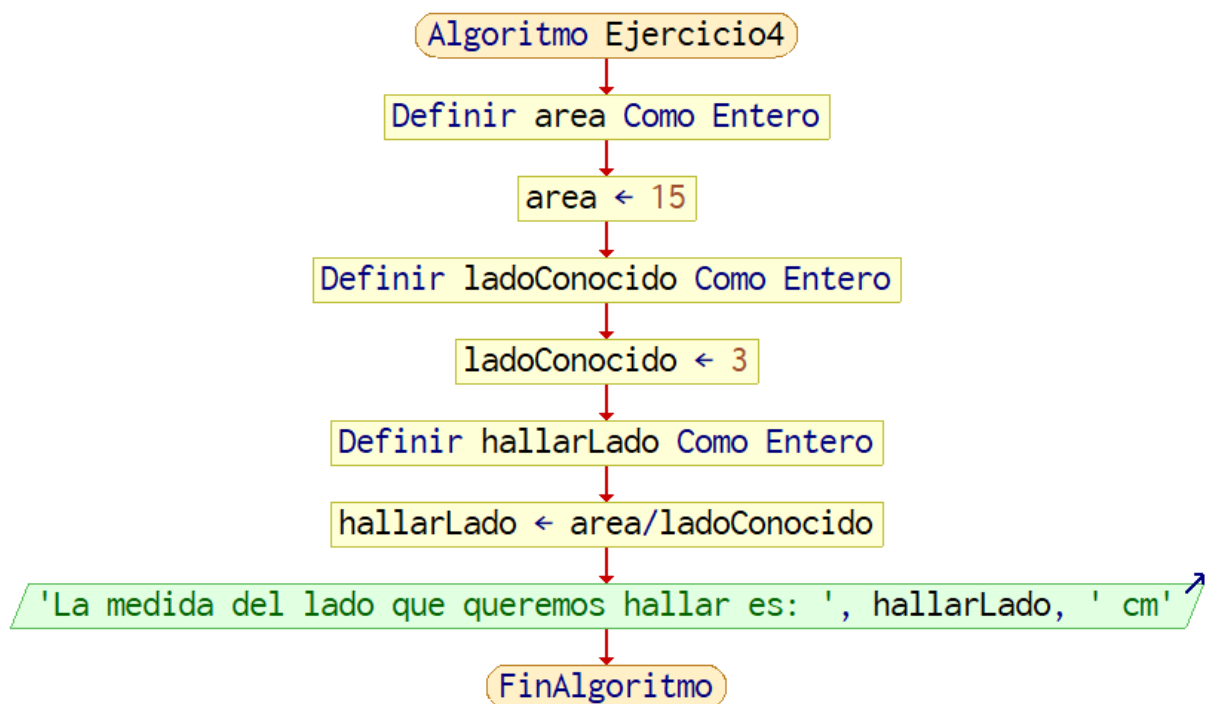 Algoritmo Ejercicio4
Definir area Como Entero
area ← 15
Definir ladoConocido Como Entero
ladoConocido ← 3
Definir hallarLado Como Entero
hallarLado ← area/ladoConocido
'La medida del lado que queremos hallar es: ', hallarLado, ' cm'
FinAlgoritmo